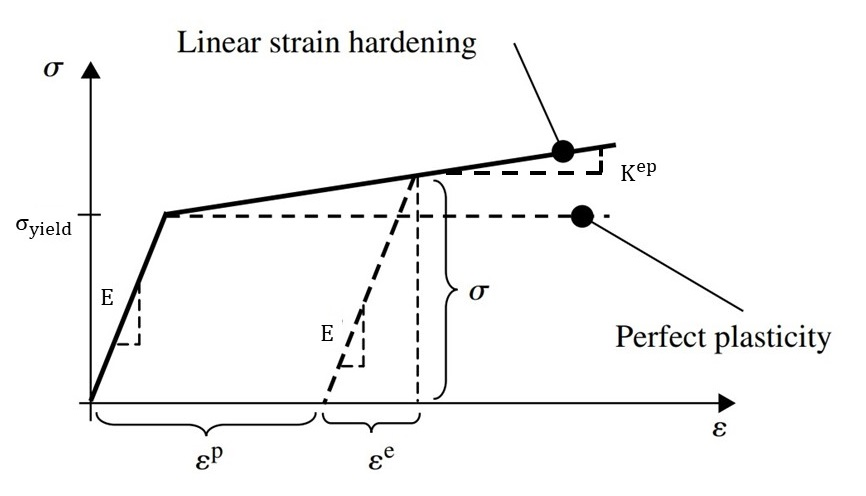 Linear strain hardening
σ
K^ep
σ_yield
E
σ
E
Perfect plasticity
ε
ε^p
ε^e